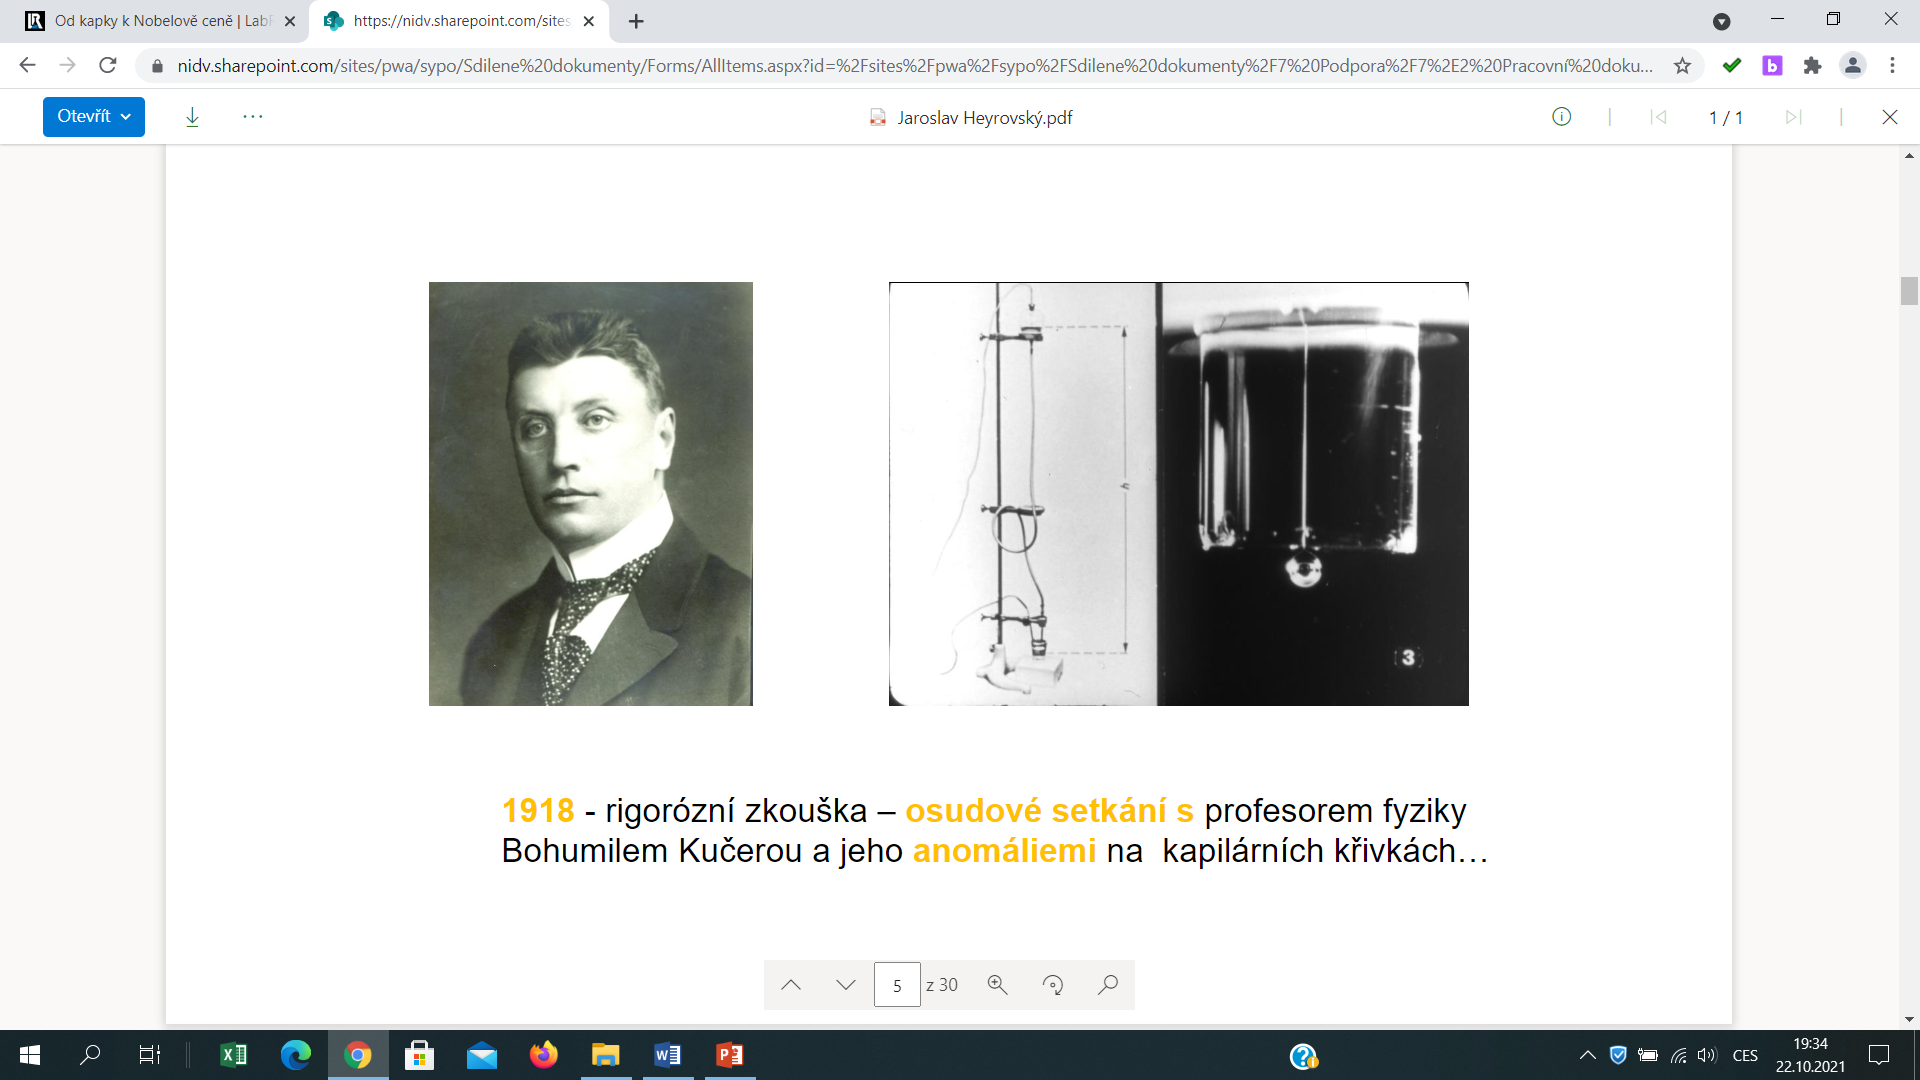 Od kapky k Nobelově ceně | LabR
https://nidv.sharepoint.com/sites
nidv.sharepoint.com/sites/pwa/sypo/Sdilene%20dokumenty/Forms/AllItems.aspx?id=%2Fsites%2Fpwa%2Fsypo%2FSdilene%20dokumenty%2F7%20Podpora%2F7%2E2%20Pracovní%20doku...
Otevřít
Jaroslav Heyrovský.pdf
1 / 1
h
3
1918 - rigorózní zkouška – osudové setkání s profesorem fyziky
Bohumilem Kučerou a jeho anomáliemi na kapilárních křivkách…
5 z 30
CES
19:34
22.10.2021